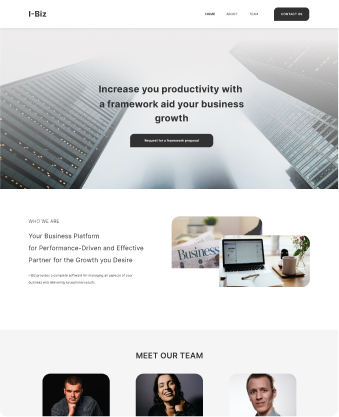 I-Biz
HOME ABOUT TEAM CONTACT US
Increase you productivity with
a framework aid your business
growth
Request for a framework proposal
WHO WE ARE
Your Business Platform
for Performance-Driven and Effective
Partner for the Growth you Desire
I-Biz provides a complete software for managing all aspects of your
business and delivering exceptional results.
Business
MEET OUR TEAM